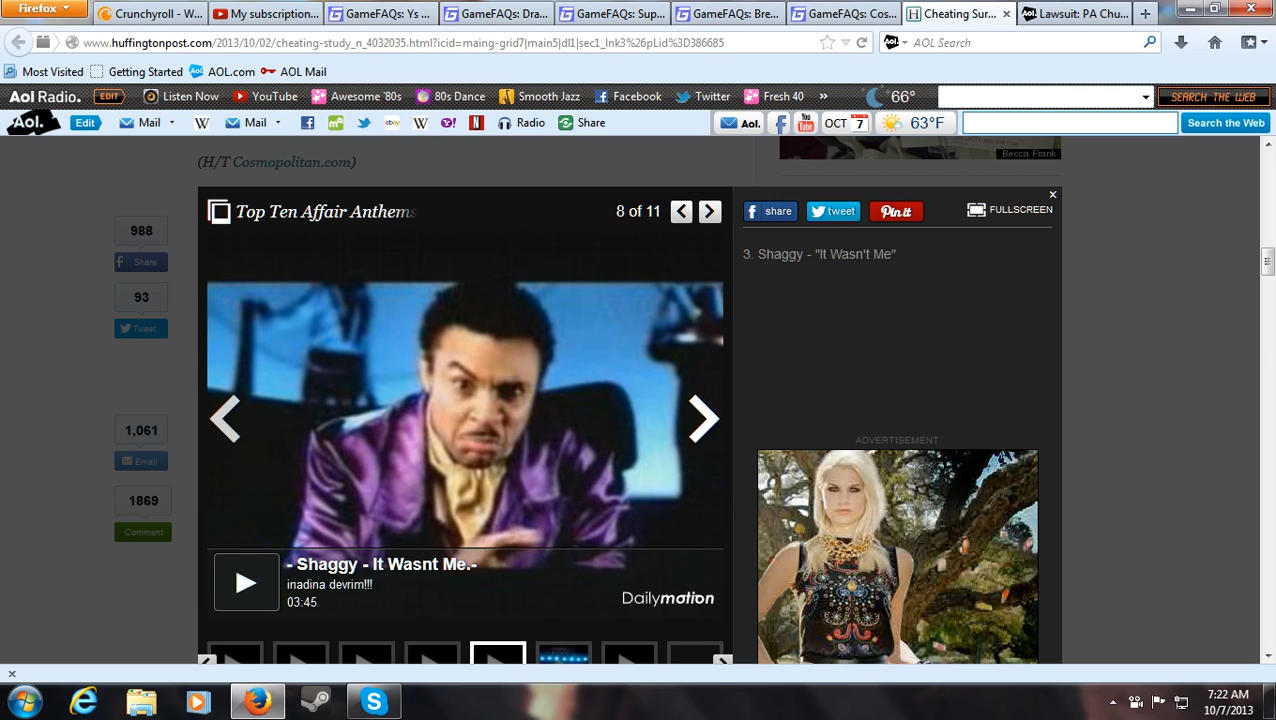 Firefox
Crunchyroll - W...
My subscription...
GameFAQs: Ys ...
GameFAQs: Dra...
GameFAQs: Sup...
GameFAQs: Bre...
GameFAQs: Cos...
Cheating Sur...
Lawsuit: PA Chu...
www.huffingtonpost.com/2013/10/02/cheating-study_n_4032035.html?icid=maing-grid7|main5|dl1|sec1_lnk3%26pLid%3D386685
AOL Search
Most Visited
Getting Started
AOL.com
AOL Mail
Aol Radio.
EDIT
Listen Now
YouTube
Awesome '80s
80s Dance
Smooth Jazz
Facebook
Twitter
Fresh 40
66°
SEARCH THE WEB
Aol.
Edit
Mail
W
Mail
ebay
W
Y!
N
Radio
Share
Aol.
You Tube
OCT 7
63°F
Search the Web
(H/T Cosmopolitan.com)
Becca Frank
Top Ten Affair Anthems
8 of 11
share
tweet
Pin it
FULLSCREEN
988
Share
93
Tweet
1,061
Email
1869
Comment
3. Shaggy - "It Wasn't Me"
ADVERTISEMENT
- Shaggy - It Wasnt Me.-
inadina devrim!!!
03:45
Dailymotion
7:22 AM
10/7/2013